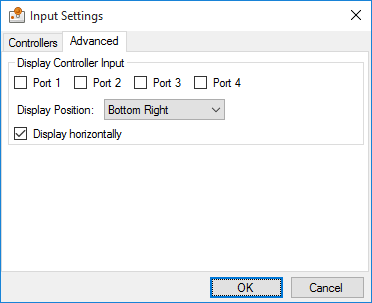 Input Settings
Controllers Advanced
Display Controller Input
Port 1 Port 2 Port 3 Port 4
Display Position: Bottom Right
Display horizontally
OK Cancel